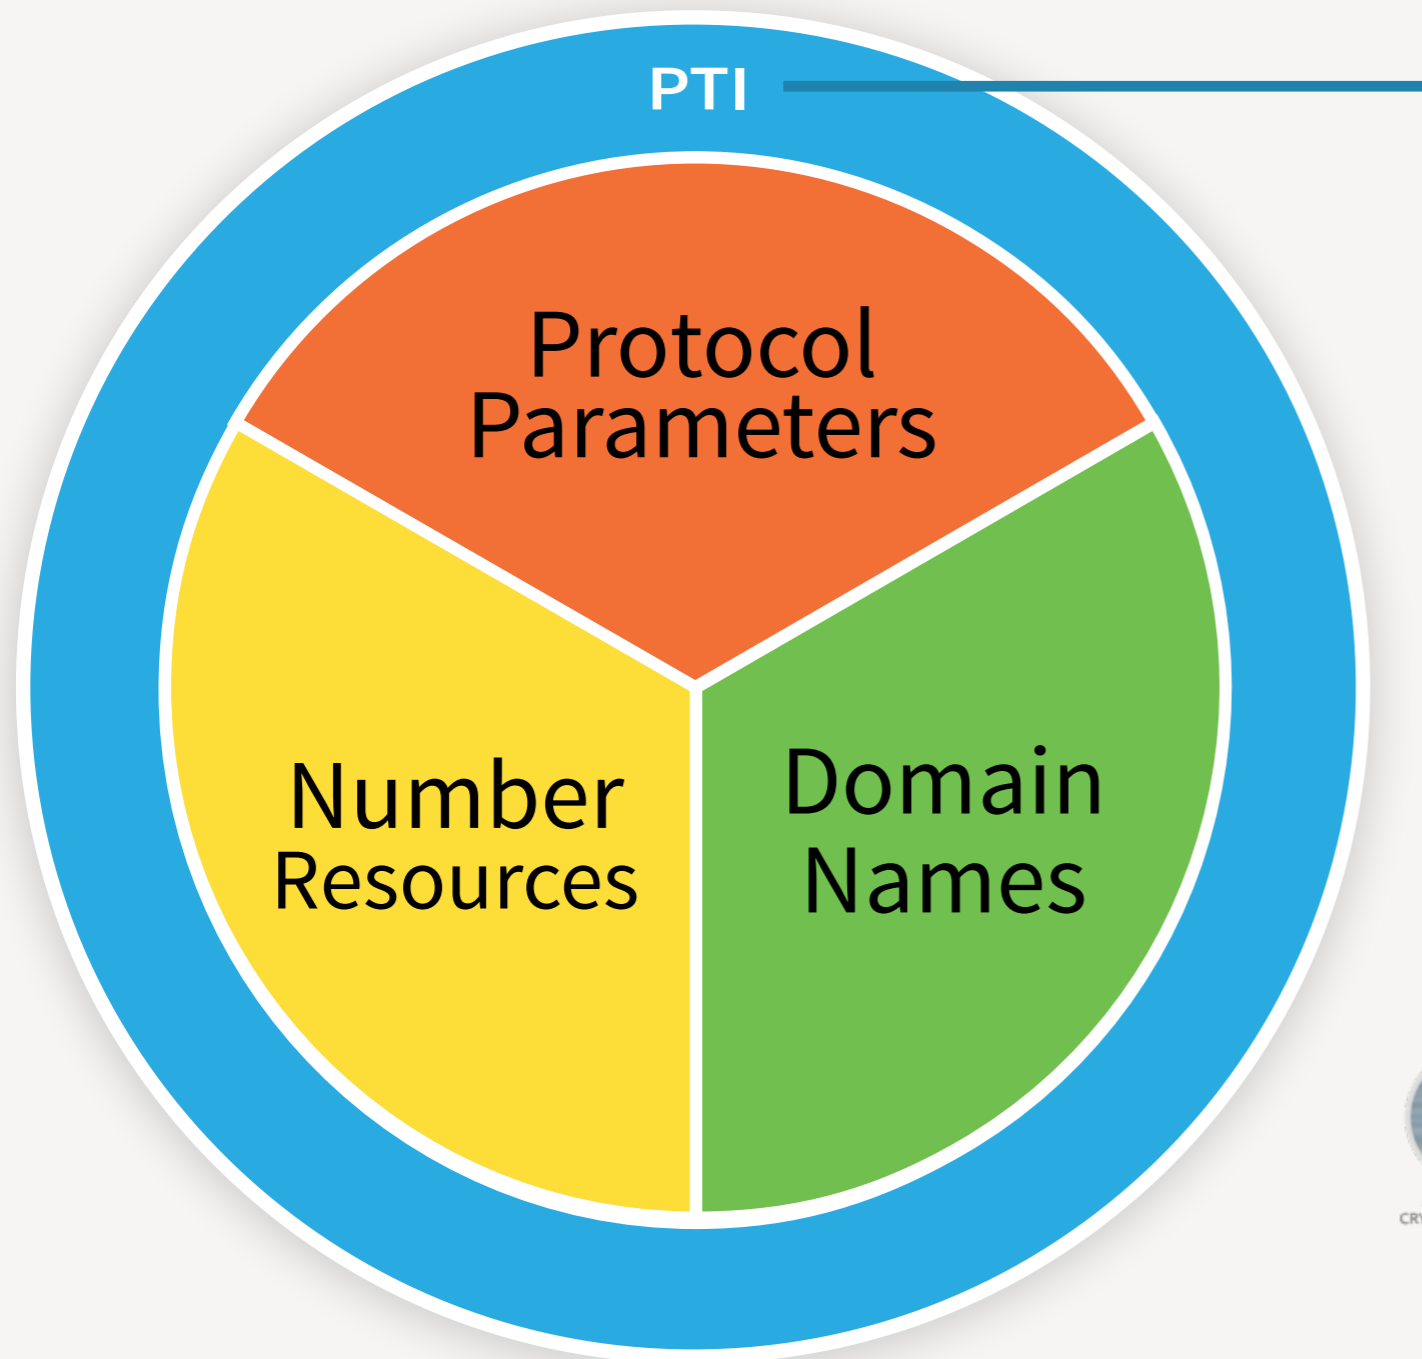 PTI
Protocol
Parameters
Number
Resources
Domain
Names